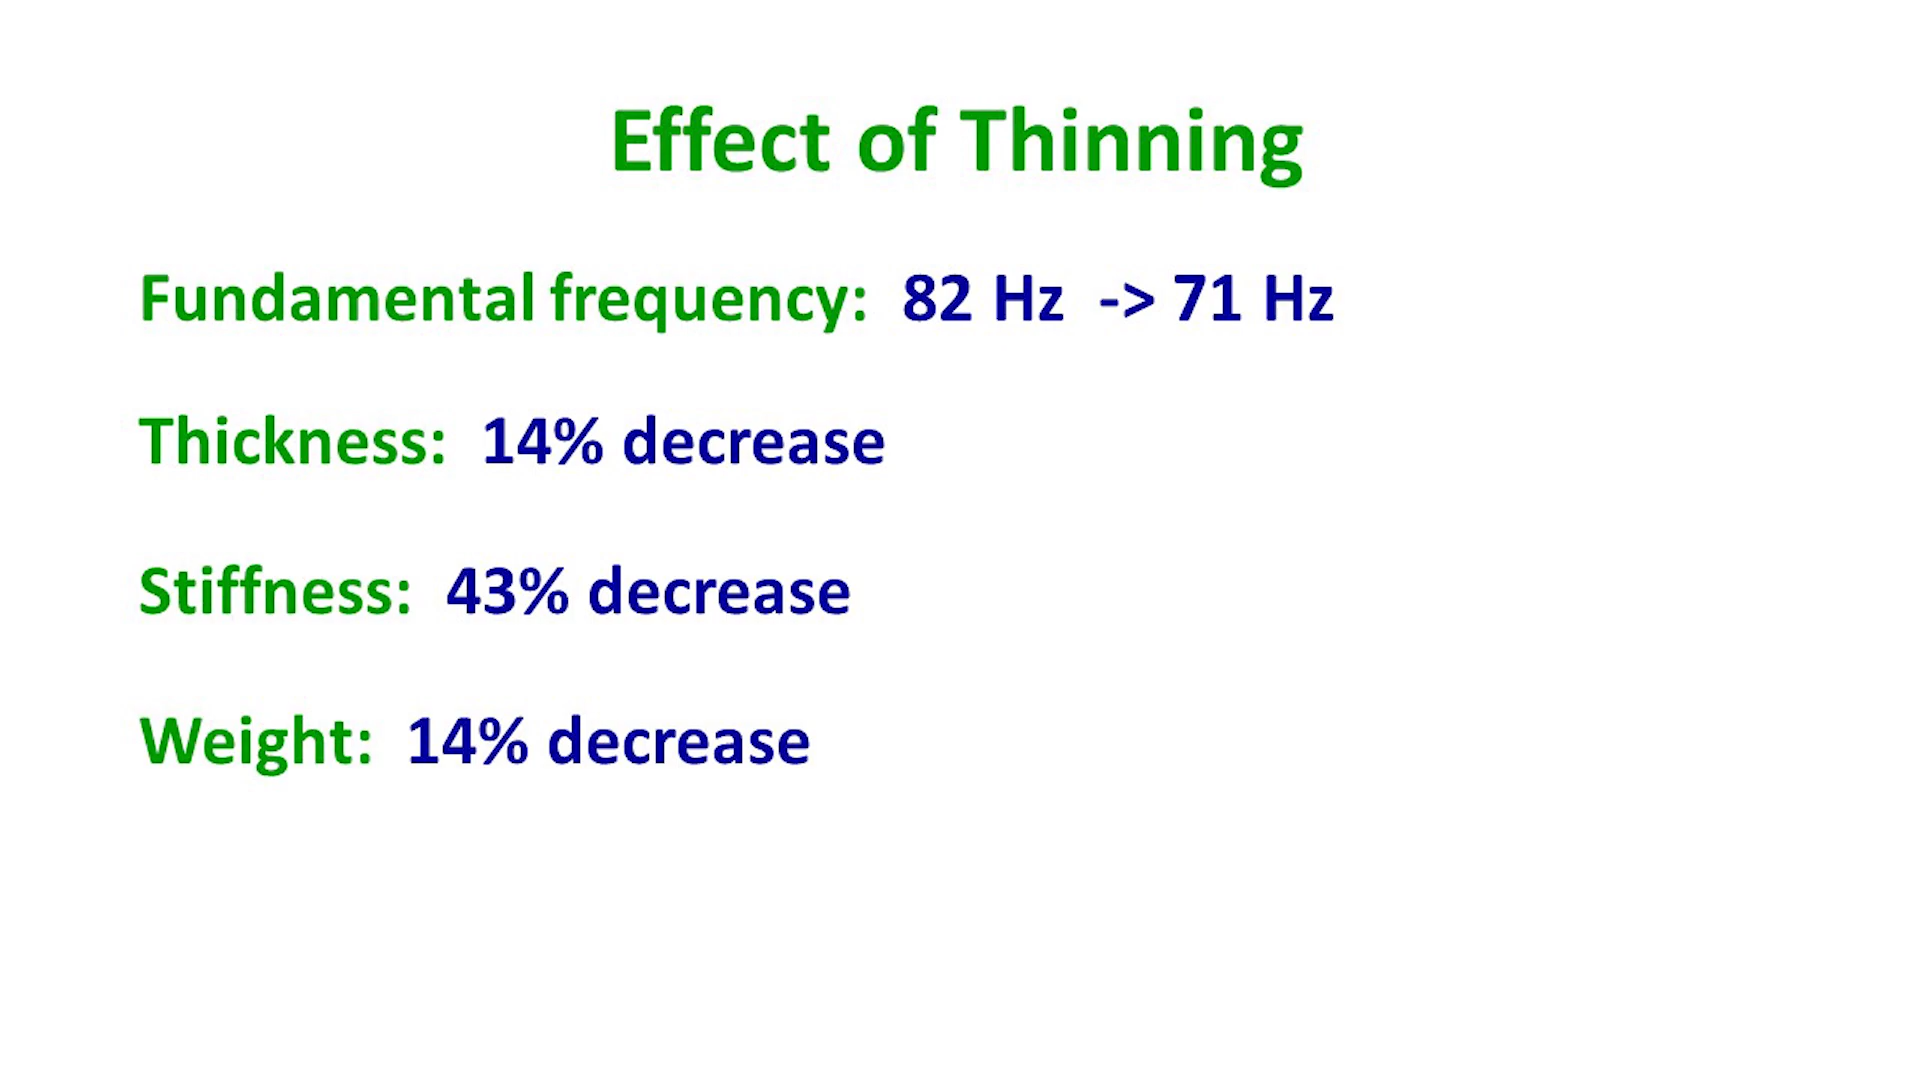 Effect of Thinning
Fundamental frequency: 82 Hz -> 71 Hz
Thickness: 14% decrease
Stiffness: 43% decrease
Weight: 14% decrease